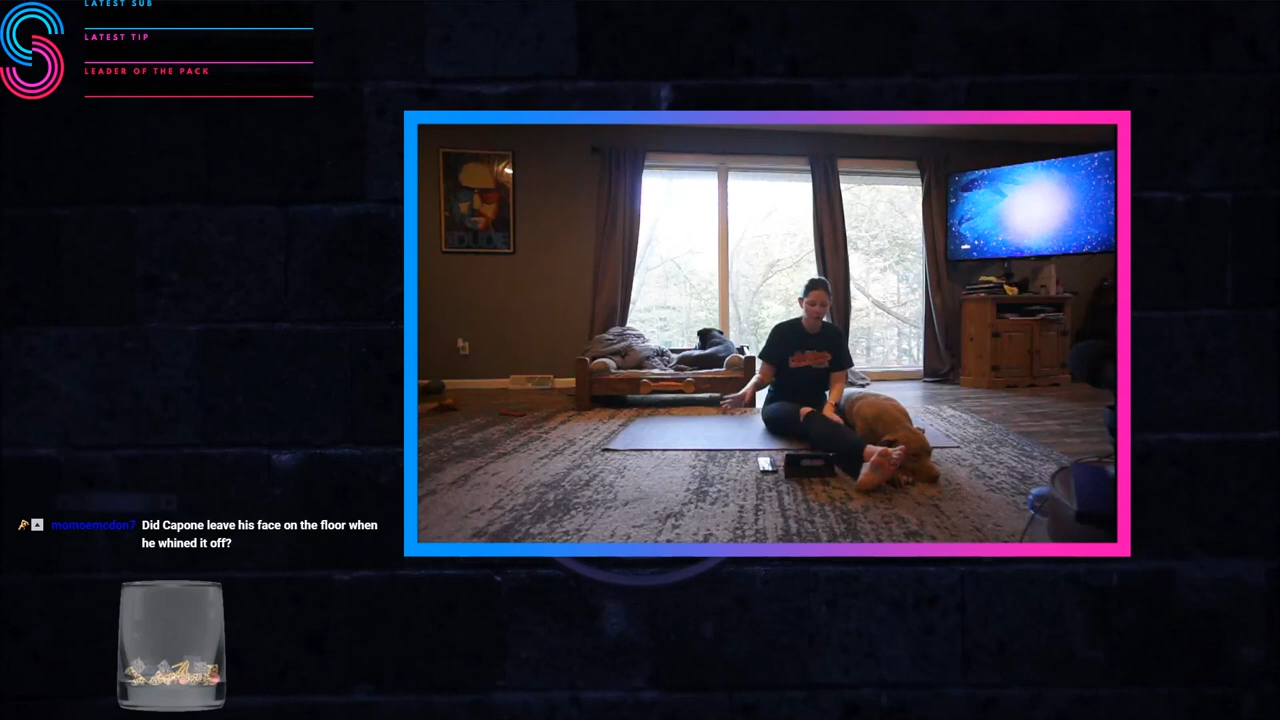 LATEST SUB
LATEST TIP
LEADER OF THE PACK
DUDE
momoemcdon7 Did Capone leave his face on the floor when
he whined it off?